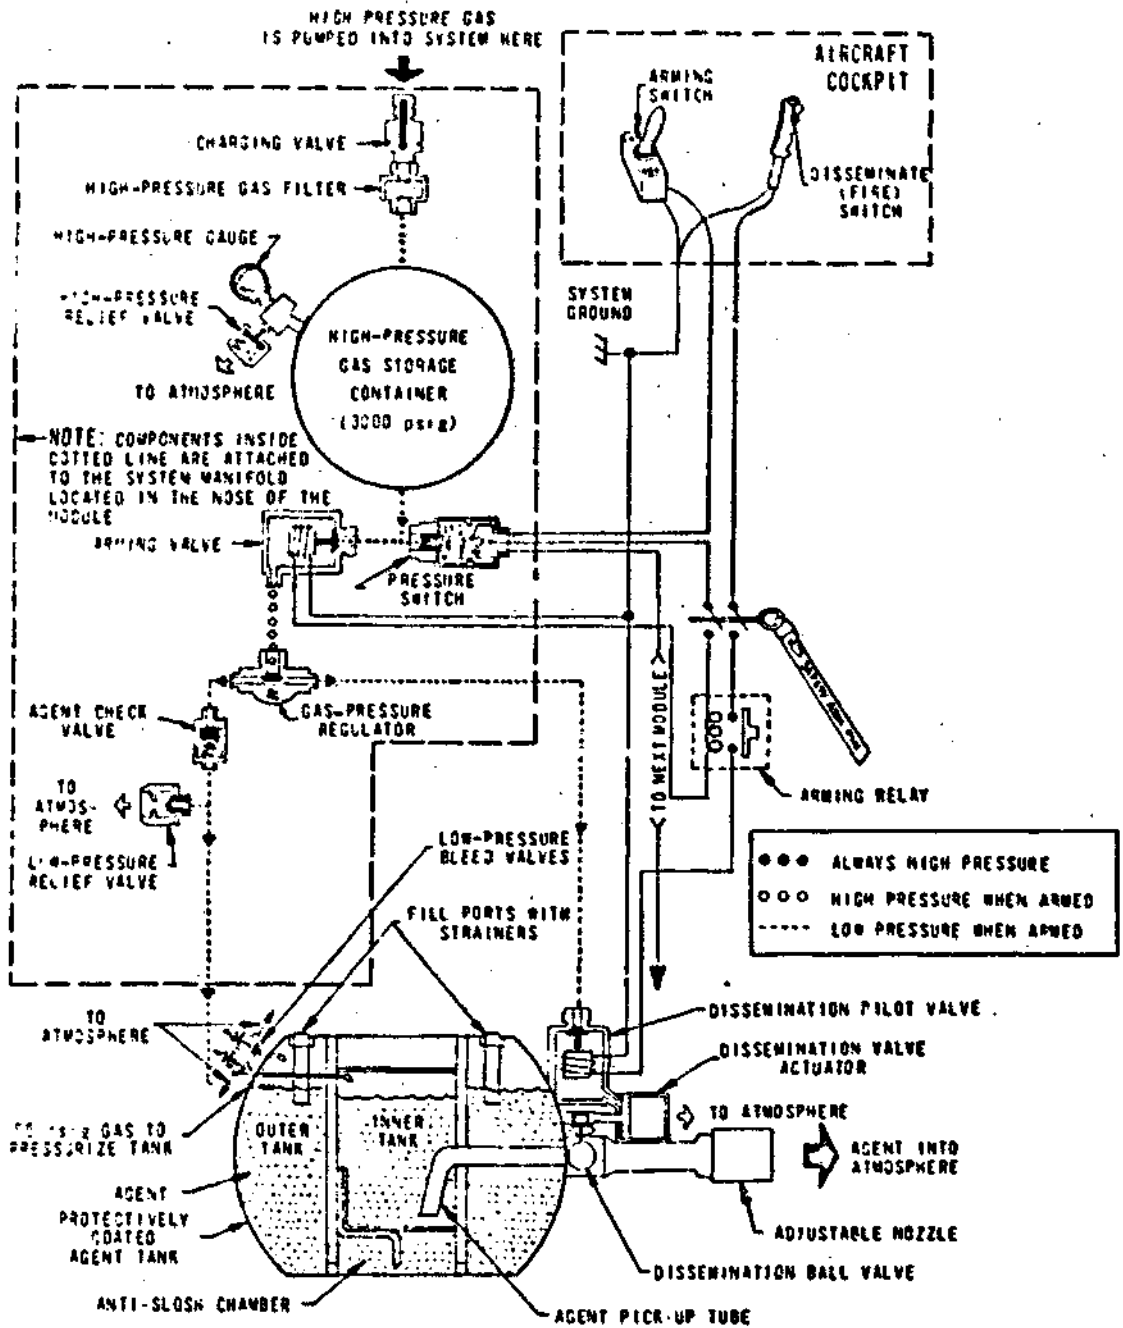 HIGH PRESSURE GAS
IS PUMPED INTO SYSTEM HERE
AIRCRAFT
COCKPIT
ARMING
SWITCH
DISSEMINATE
(FIRE)
SWITCH
CHARGING VALVE
HIGH-PRESSURE GAS FILTER
HIGH-PRESSURE GAUGE
HIGH-PRESSURE
RELIEF VALVE
TO ATMOSPHERE
HIGH-PRESSURE
GAS STORAGE
CONTAINER
(3000 psig)
SYSTEM
GROUND
NOTE: COMPONENTS INSIDE
DOTTED LINE ARE ATTACHED
TO THE SYSTEM MANIFOLD
LOCATED IN THE NOSE OF THE
MODULE
ARMING VALVE
PRESSURE
SWITCH
GAS-PRESSURE
REGULATOR
AGENT CHECK
VALVE
TO
ATMOS-
PHERE
LOW-PRESSURE
RELIEF VALVE
TO NEXT MODULE
ARMING RELAY
LOW-PRESSURE
BLEED VALVES
FILL PORTS WITH
STRAINERS
ALWAYS HIGH PRESSURE
HIGH PRESSURE WHEN ARMED
LOW PRESSURE WHEN ARMED
TO
ATMOSPHERE
DISSEMINATION PILOT VALVE
DISSEMINATION VALVE
ACTUATOR
TO ATMOSPHERE
GAS TO
PRESSURIZE TANK
OUTER
TANK
INNER
TANK
AGENT INTO
ATMOSPHERE
AGENT
PROTECTIVELY
COATED
AGENT TANK
ADJUSTABLE NOZZLE
DISSEMINATION BALL VALVE
ANTI-SLOSH CHAMBER
AGENT PICK-UP TUBE